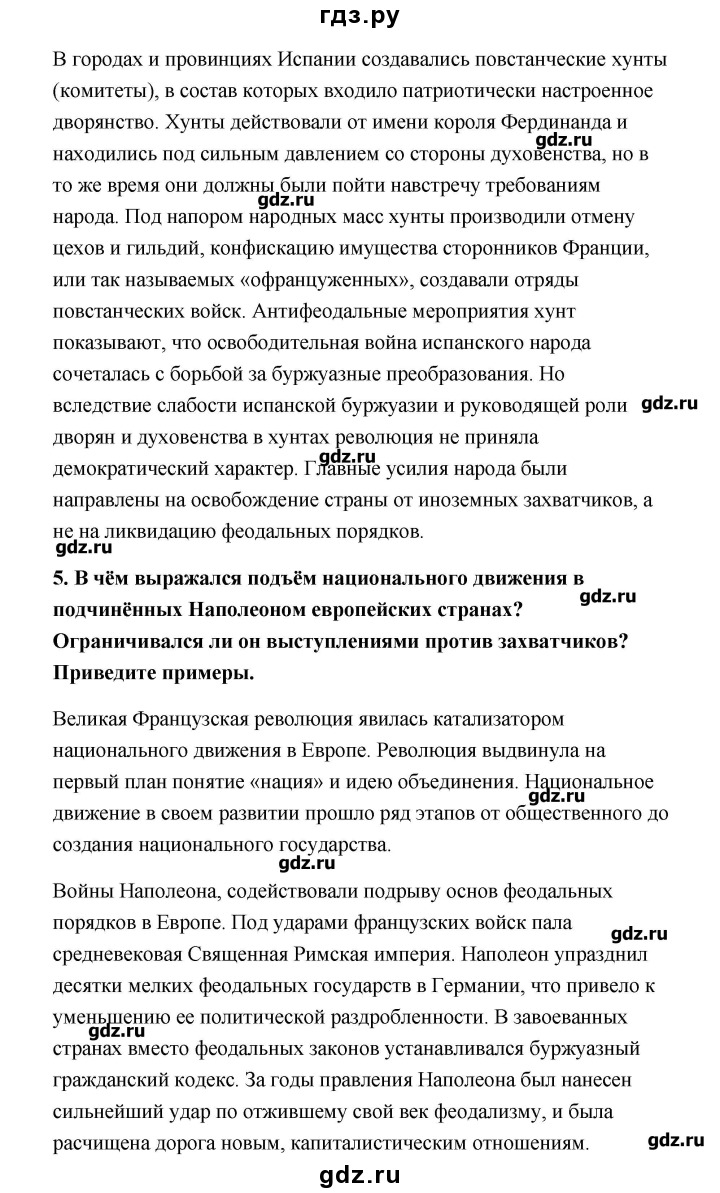 гдз.ру
В городах и провинциях Испании создавались повстанческие хунты
(комитеты), в состав которых входило патриотически настроенное
дворянство. Хунты действовали от имени короля Фердинанда и
gdz.ru
находились под сильным давлением со стороны духовенства, но в
то же время они должны были пойти навстречу требованиям
gdz.ru
народа. Под напором народных масс хунты производили отмену
цехов и гильдий, конфискацию имущества сторонников Франции,
или так называемых «офранцуженных», создавали отряды
повстанческих войск. Антифеодальные мероприятия хунт
показывают, что освободительная война испанского народа
сочеталась с борьбой за буржуазные преобразования. Но
вследствие слабости испанской буржуазии и руководящей роли
gdz.ru
дворян и духовенства в хунтах революция не приняла
gdz.ru
демократический характер. Главные усилия народа были
направлены на освобождение страны от иноземных захватчиков, а
не на ликвидацию феодальных порядков.
gdz.ru
5. В чём выражался подъём национального движения в
gdz.ru
подчинённых Наполеоном европейских странах?
Ограничивался ли он выступлениями против захватчиков?
Приведите примеры.
Великая Французская революция явилась катализатором
национального движения в Европе. Революция выдвинула на
первый план понятие «нация» и идею объединения. Национальное
gdz.ru
движение в своем развитии прошло ряд этапов от общественного до
создания национального государства.
gdz.ru
Войны Наполеона, содействовали подрыву основ феодальных
порядков в Европе. Под ударами французских войск пала
gdz.ru
средневековая Священная Римская империя. Наполеон упразднил
десятки мелких феодальных государств в Германии, что привело к
уменьшению ее политической раздробленности. В завоеванных
gdz.ru
странах вместо феодальных законов устанавливался буржуазный
гражданский кодекс. За годы правления Наполеона был нанесен
сильнейший удар по отжившему свой век феодализму, и была
расчищена дорога новым, капиталистическим отношениям.
gdz.ru
gdz.ru